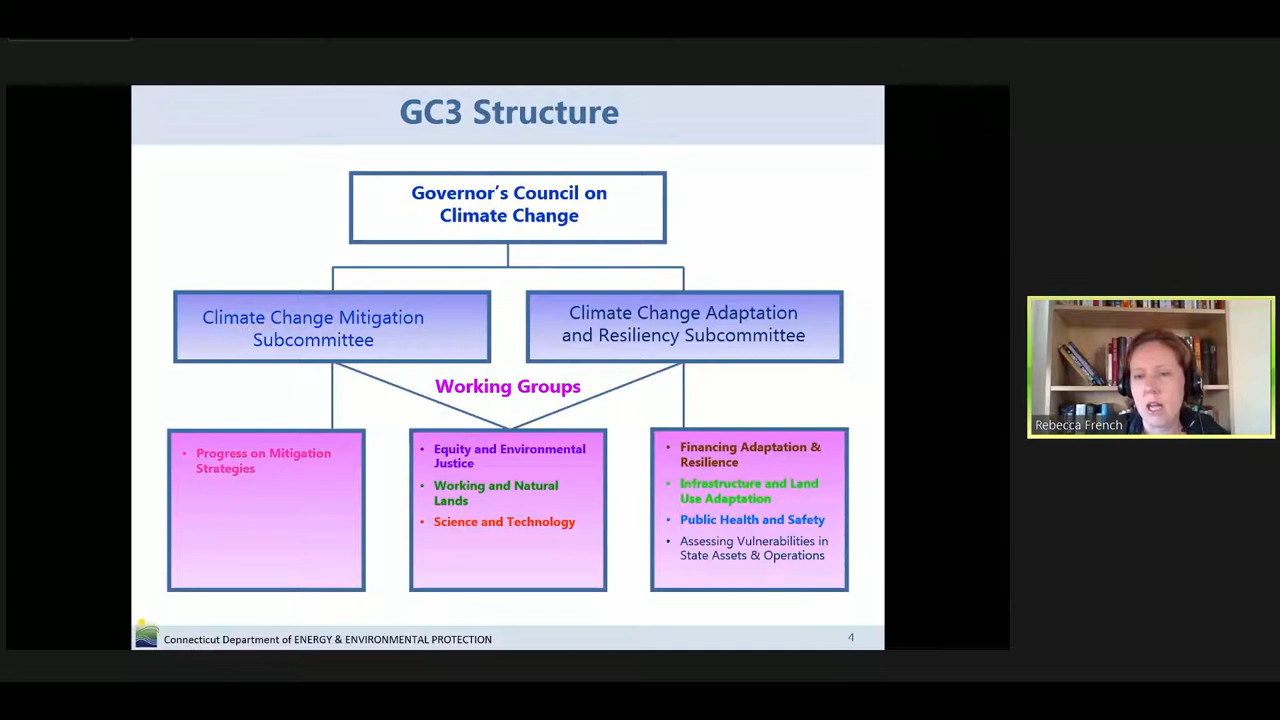 GC3 Structure
Governor's Council on
Climate Change
Climate Change Mitigation
Subcommittee
Climate Change Adaptation
and Resiliency Subcommittee
Working Groups
• Progress on Mitigation
Strategies
• Equity and Environmental
Justice
• Working and Natural
Lands
• Science and Technology
• Financing Adaptation &
Resilience
• Infrastructure and Land
Use Adaptation
• Public Health and Safety
• Assessing Vulnerabilities in
State Assets & Operations
Connecticut Department of ENERGY & ENVIRONMENTAL PROTECTION
4
Rebecca French